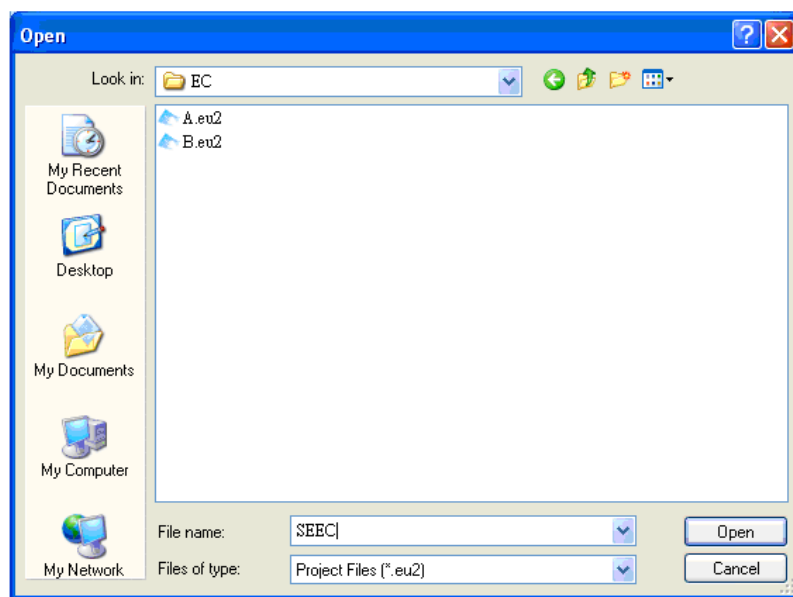 Open
Look in: EC
A.eu2
B.eu2
My Recent
Documents
Desktop
My Documents
My Computer
My Network
File name: SEEC Open
Files of type: Project Files (*.eu2) Cancel